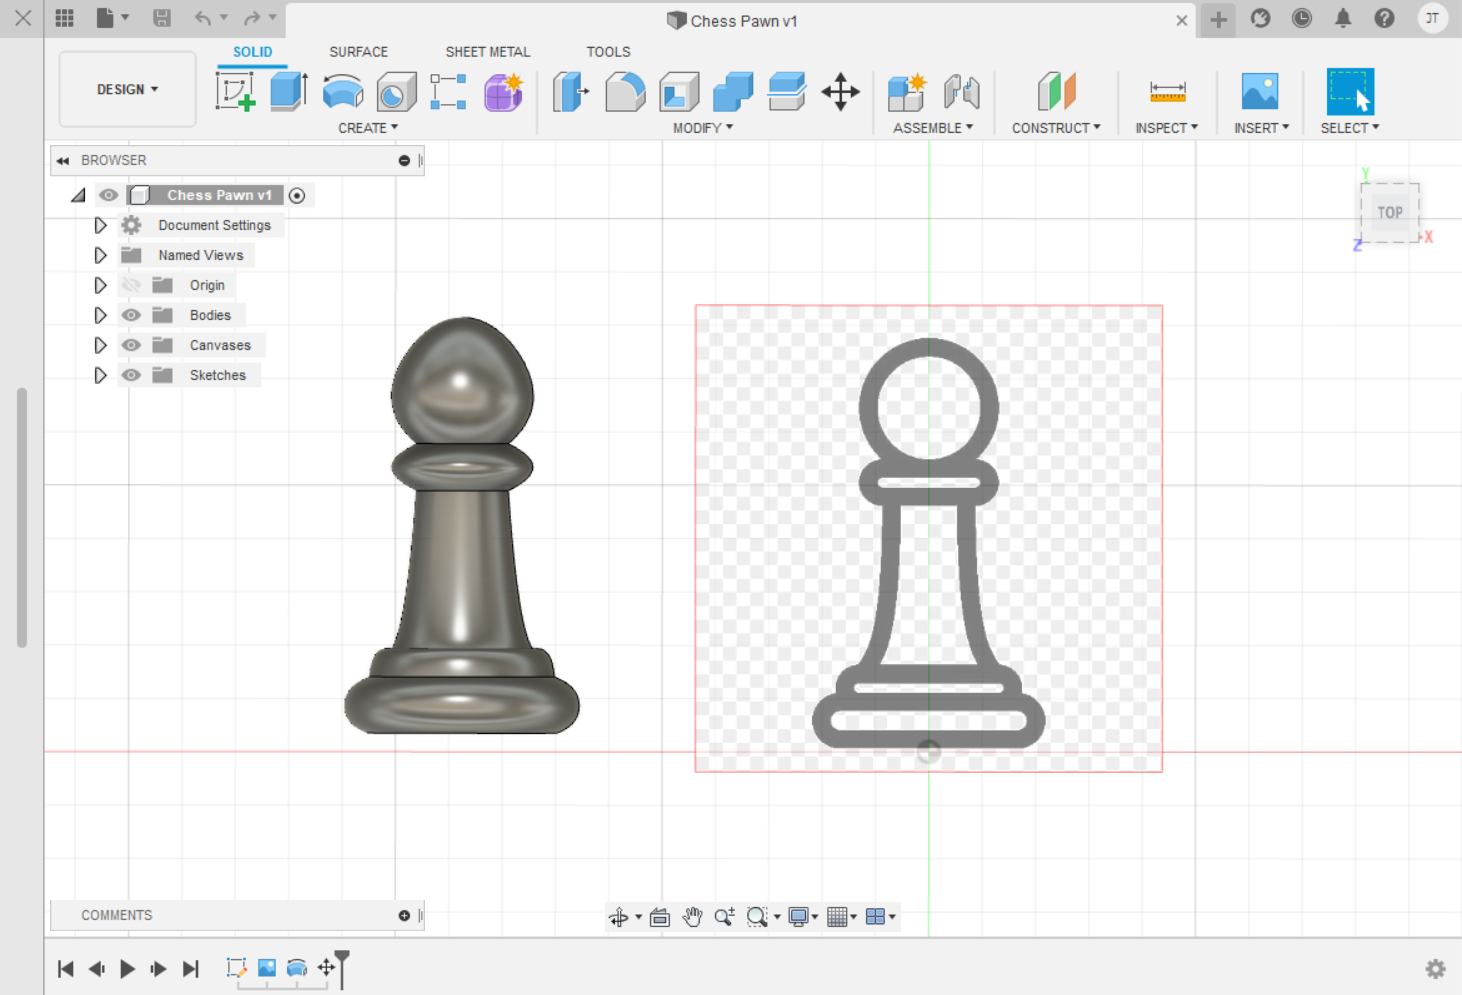 Chess Pawn v1
JT
SOLID
SURFACE
SHEET METAL
TOOLS
DESIGN
CREATE
MODIFY
ASSEMBLE
CONSTRUCT
INSPECT
INSERT
SELECT
BROWSER
Chess Pawn v1
Document Settings
Named Views
Origin
Bodies
Canvases
Sketches
Y
TOP
X
Z
COMMENTS